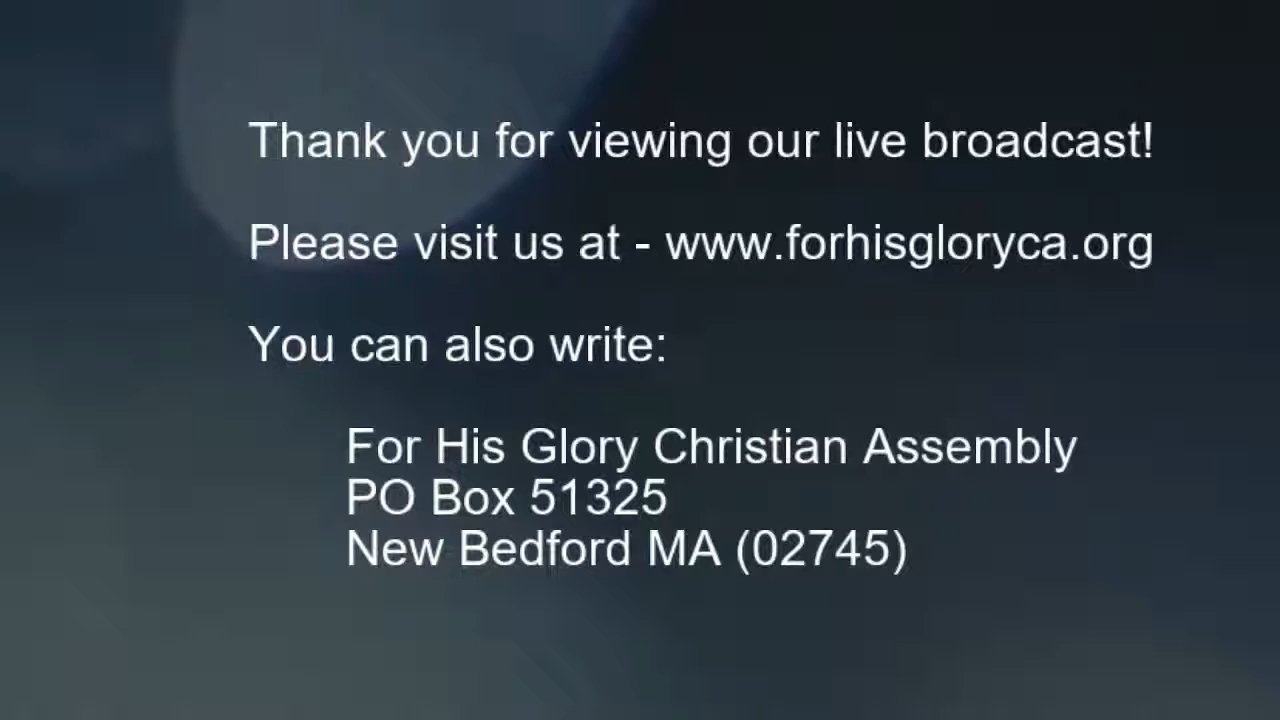 Thank you for viewing our live broadcast!
Please visit us at - www.forhisgloryca.org
You can also write:
For His Glory Christian Assembly
PO Box 51325
New Bedford MA (02745)